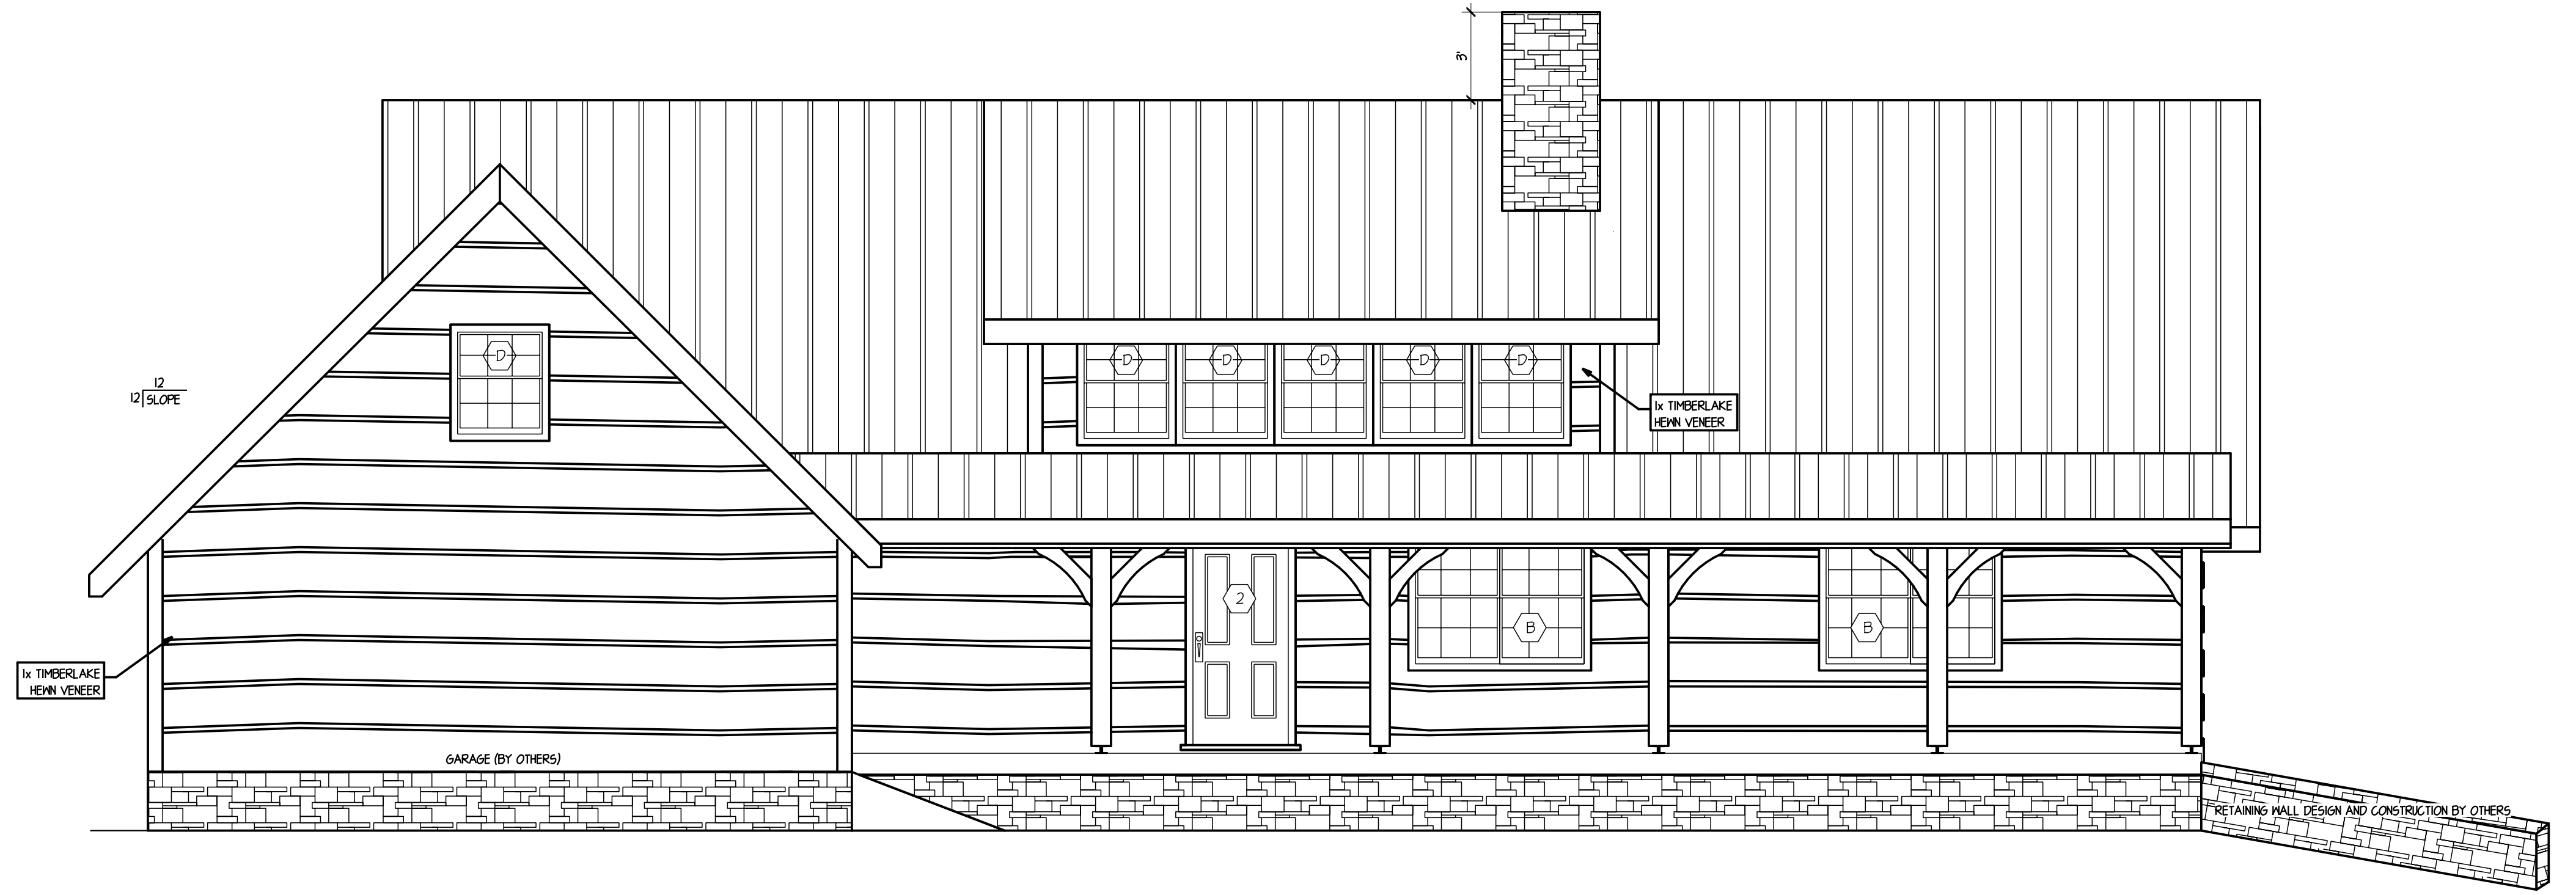 3'
12
12 SLOPE
D
D
D
D
D
D
1x TIMBERLAKE
HEWN VENEER
2
B
B
1x TIMBERLAKE
HEWN VENEER
GARAGE (BY OTHERS)
RETAINING WALL DESIGN AND CONSTRUCTION BY OTHERS